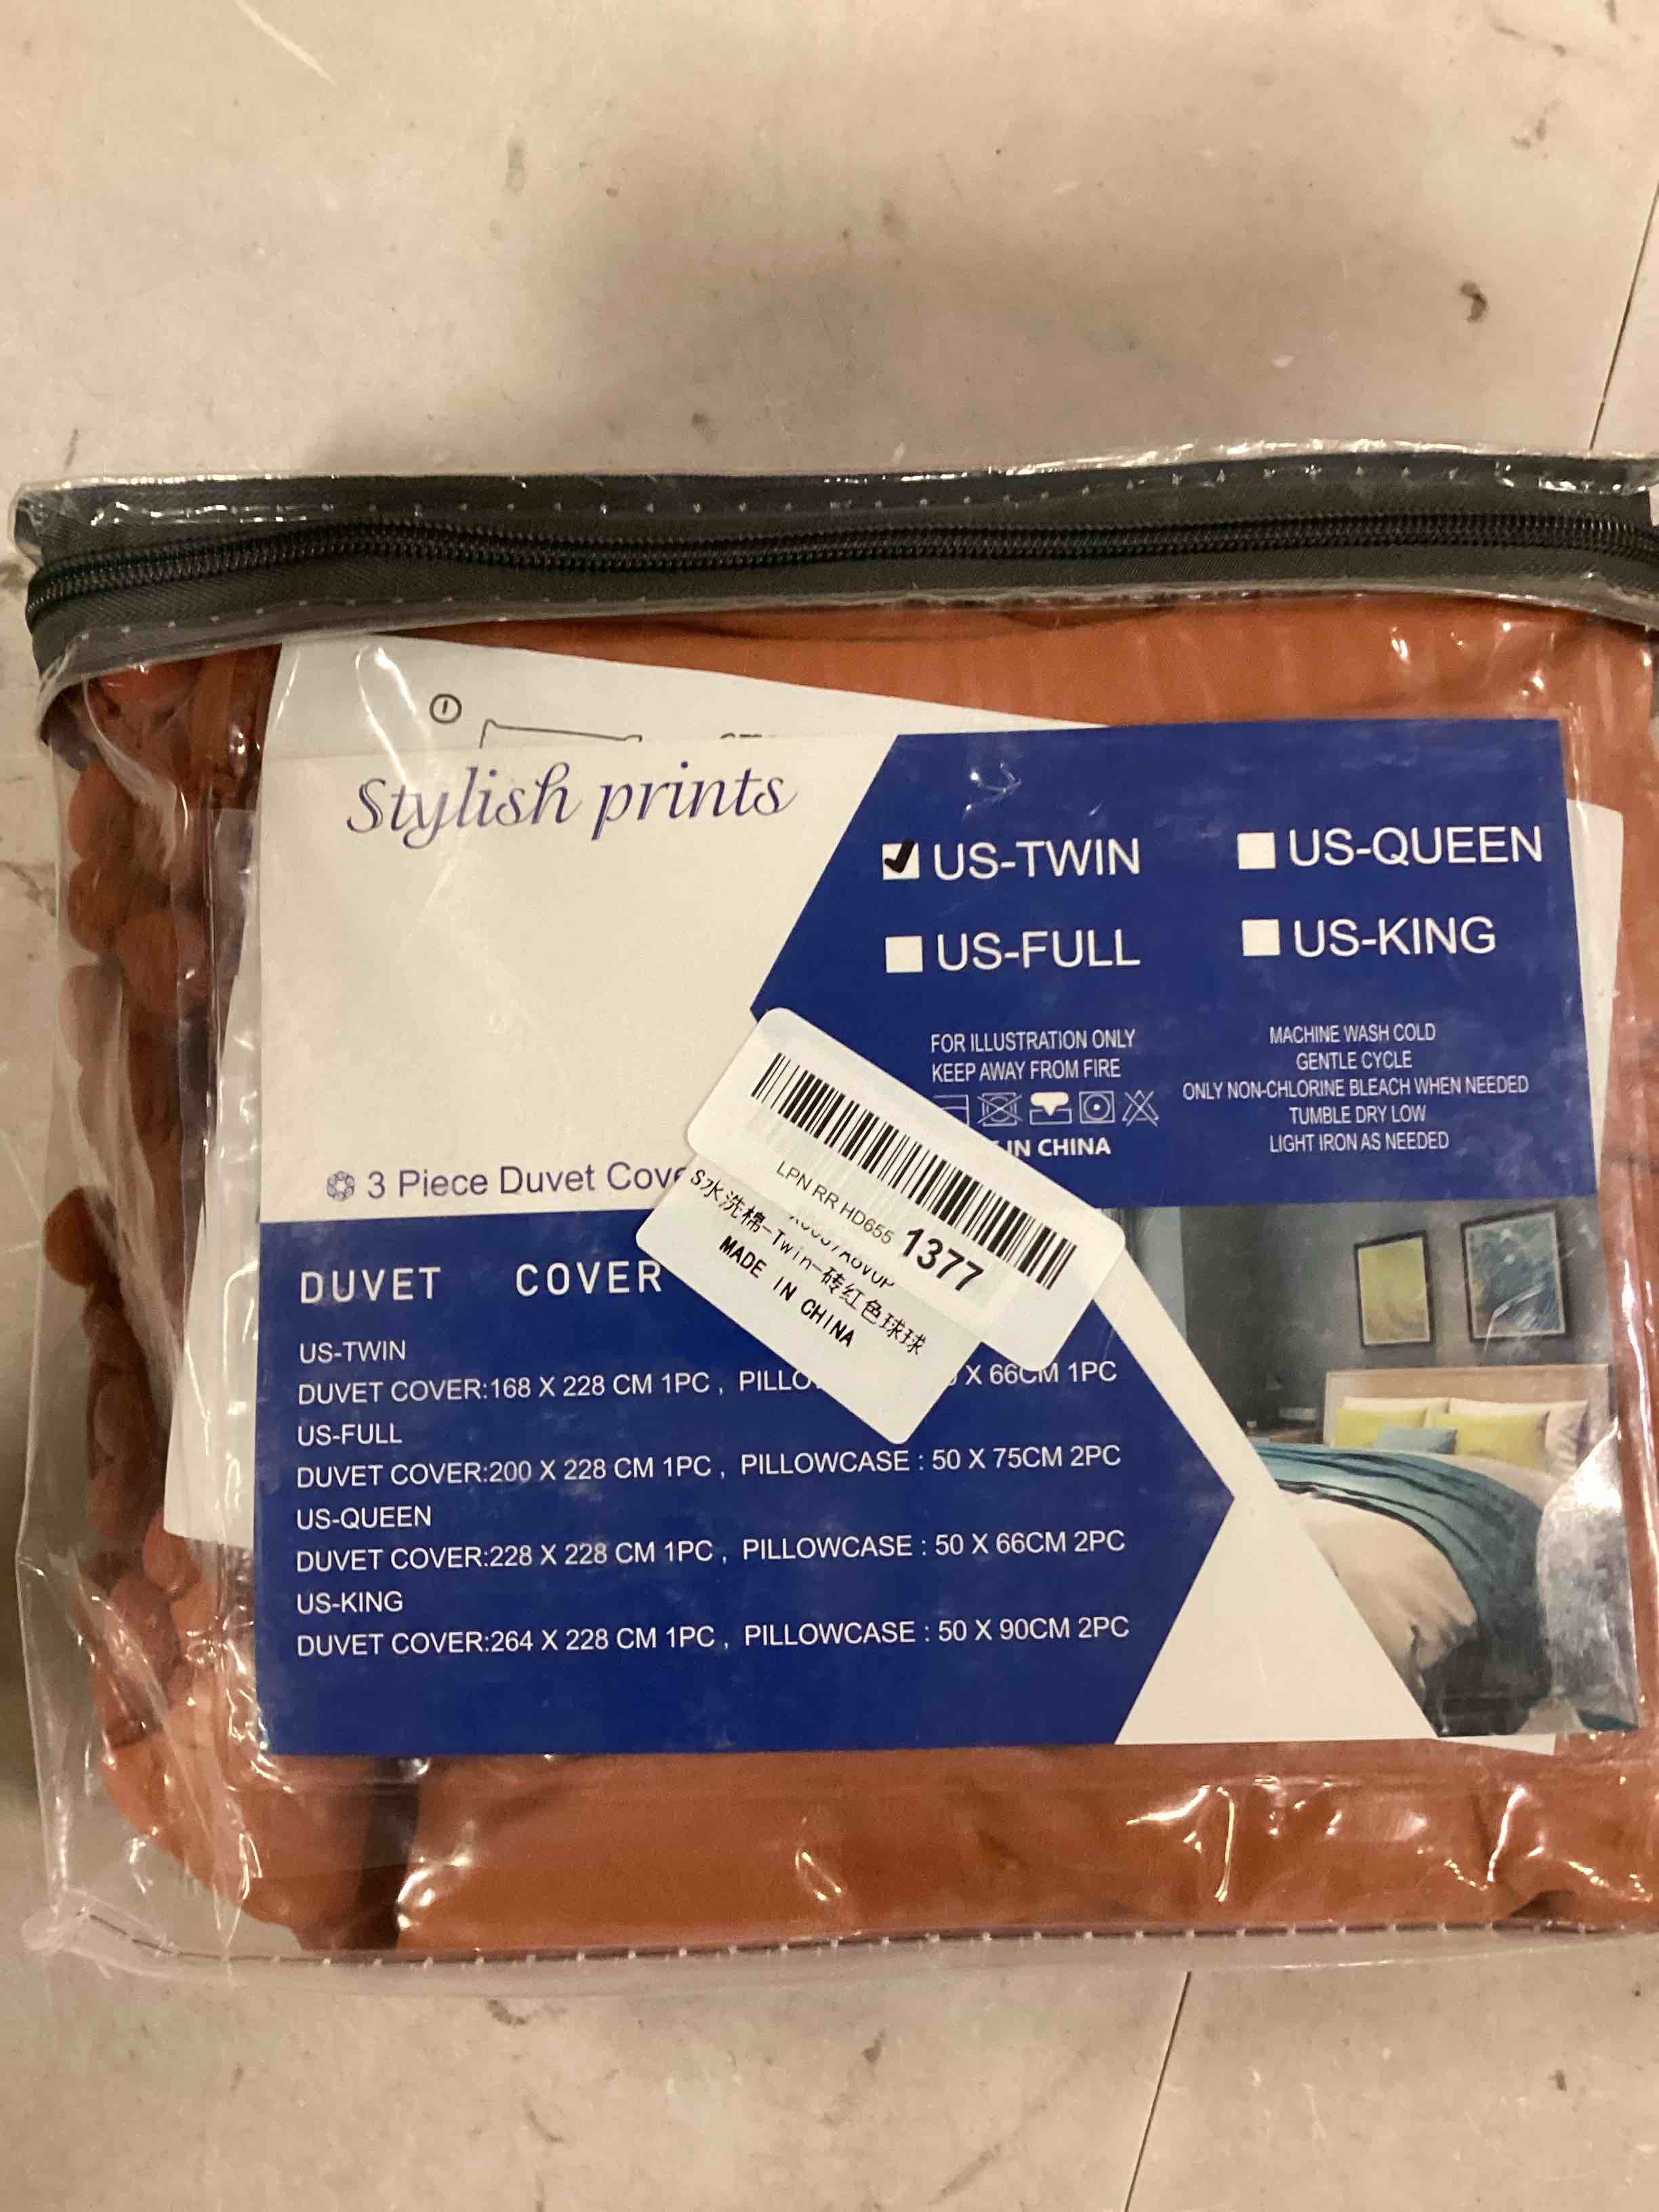 ①
Stylish prints
✓ US-TWIN
US-QUEEN
US-FULL
US-KING
FOR ILLUSTRATION ONLY
KEEP AWAY FROM FIRE
IN CHINA
MACHINE WASH COLD
GENTLE CYCLE
ONLY NON-CHLORINE BLEACH WHEN NEEDED
TUMBLE DRY LOW
LIGHT IRON AS NEEDED
3 Piece Duvet Cove
LPN RR HD655 1377
S水洗棉-Twin-砖红色球球
MADE IN CHINA
DUVET COVER
US-TWIN
DUVET COVER:168 X 228 CM 1PC , X 66CM 1PC
US-FULL
DUVET COVER:200 X 228 CM 1PC , PILLOWCASE : 50 X 75CM 2PC
US-QUEEN
DUVET COVER:228 X 228 CM 1PC , PILLOWCASE : 50 X 66CM 2PC
US-KING
DUVET COVER:264 X 228 CM 1PC , PILLOWCASE : 50 X 90CM 2PC